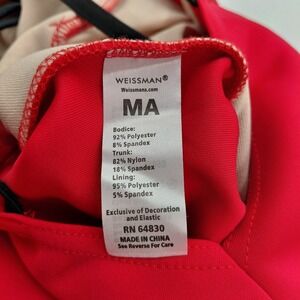 WEISSMAN®
Weissmans.com
MA
Bodice:
92% Polyester
8% Spandex
Trunk:
82% Nylon
18% Spandex
Lining:
95% Polyester
5% Spandex
Exclusive of Decoration
and Elastic
RN 64830
MADE IN CHINA
See Reverse For Care